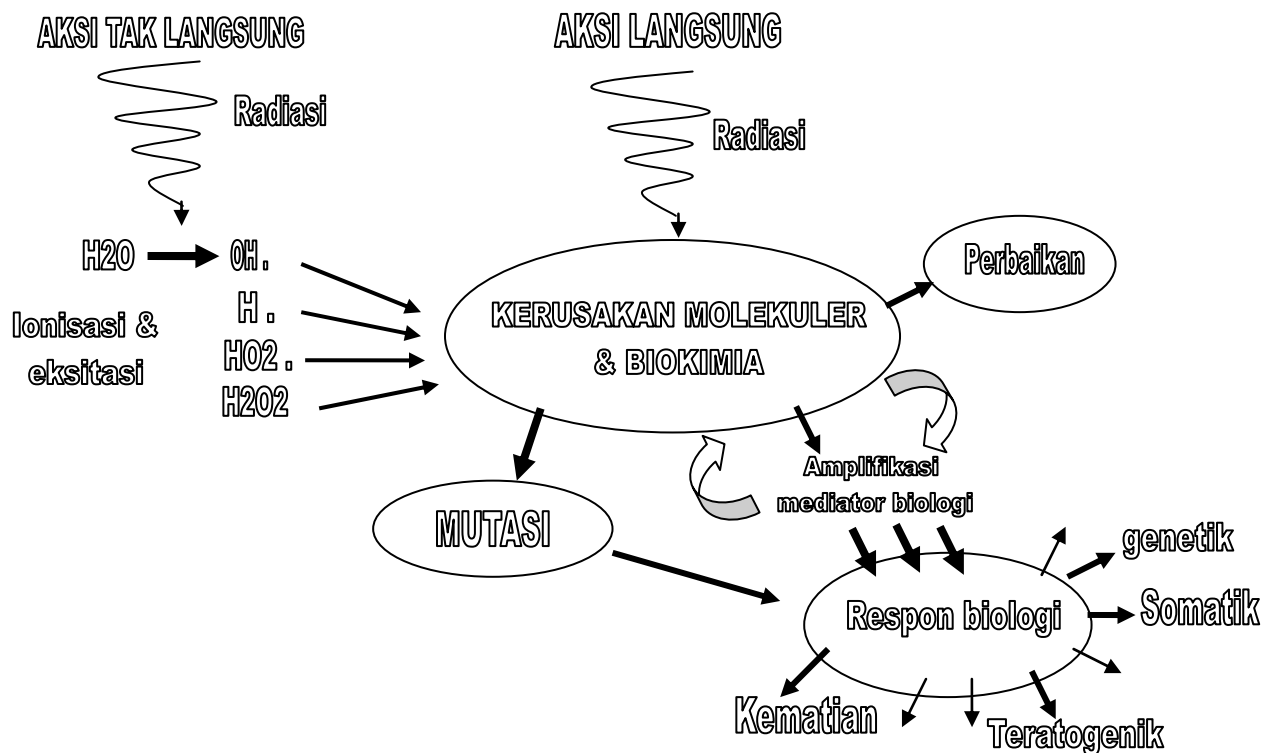 AKSI TAK LANGSUNG
AKSI LANGSUNG
Radiasi
Radiasi
H2O
OH .
H .
HO2 .
H2O2
Ionisasi &
eksitasi
KERUSAKAN MOLEKULER
& BIOKIMIA
Perbaikan
Amplifikasi
mediator biologi
MUTASI
Respon biologi
genetik
Somatik
Kematian
Teratogenik